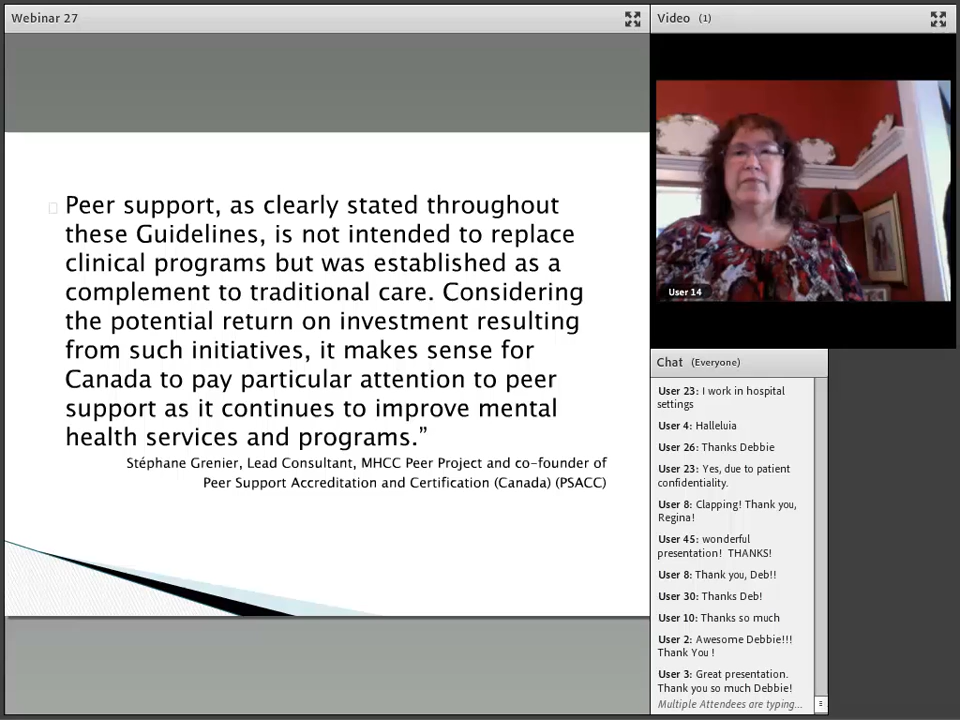 Webinar 27
Peer support, as clearly stated throughout
these Guidelines, is not intended to replace
clinical programs but was established as a
complement to traditional care. Considering
the potential return on investment resulting
from such initiatives, it makes sense for
Canada to pay particular attention to peer
support as it continues to improve mental
health services and programs.”
Stéphane Grenier, Lead Consultant, MHCC Peer Project and co-founder of
Peer Support Accreditation and Certification (Canada) (PSACC)
Video (1)
User 14
Chat (Everyone)
User 23: I work in hospital
settings
User 4: Halleluia
User 26: Thanks Debbie
User 23: Yes, due to patient
confidentiality.
User 8: Clapping! Thank you,
Regina!
User 45: wonderful
presentation! THANKS!
User 8: Thank you, Deb!!
User 30: Thanks Deb!
User 10: Thanks so much
User 2: Awesome Debbie!!!
Thank You !
User 3: Great presentation.
Thank you so much Debbie!
Multiple Attendees are typing...